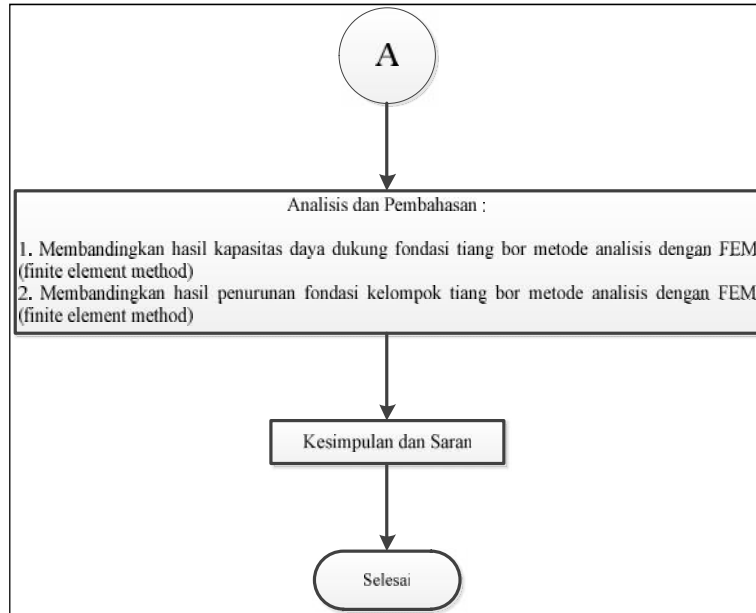 A
Analisis dan Pembahasan :
1. Membandingkan hasil kapasitas daya dukung fondasi tiang bor metode analisis dengan FEM
(finite element method)
2. Membandingkan hasil penurunan fondasi kelompok tiang bor metode analisis dengan FEM
(finite element method)
Kesimpulan dan Saran
Selesai